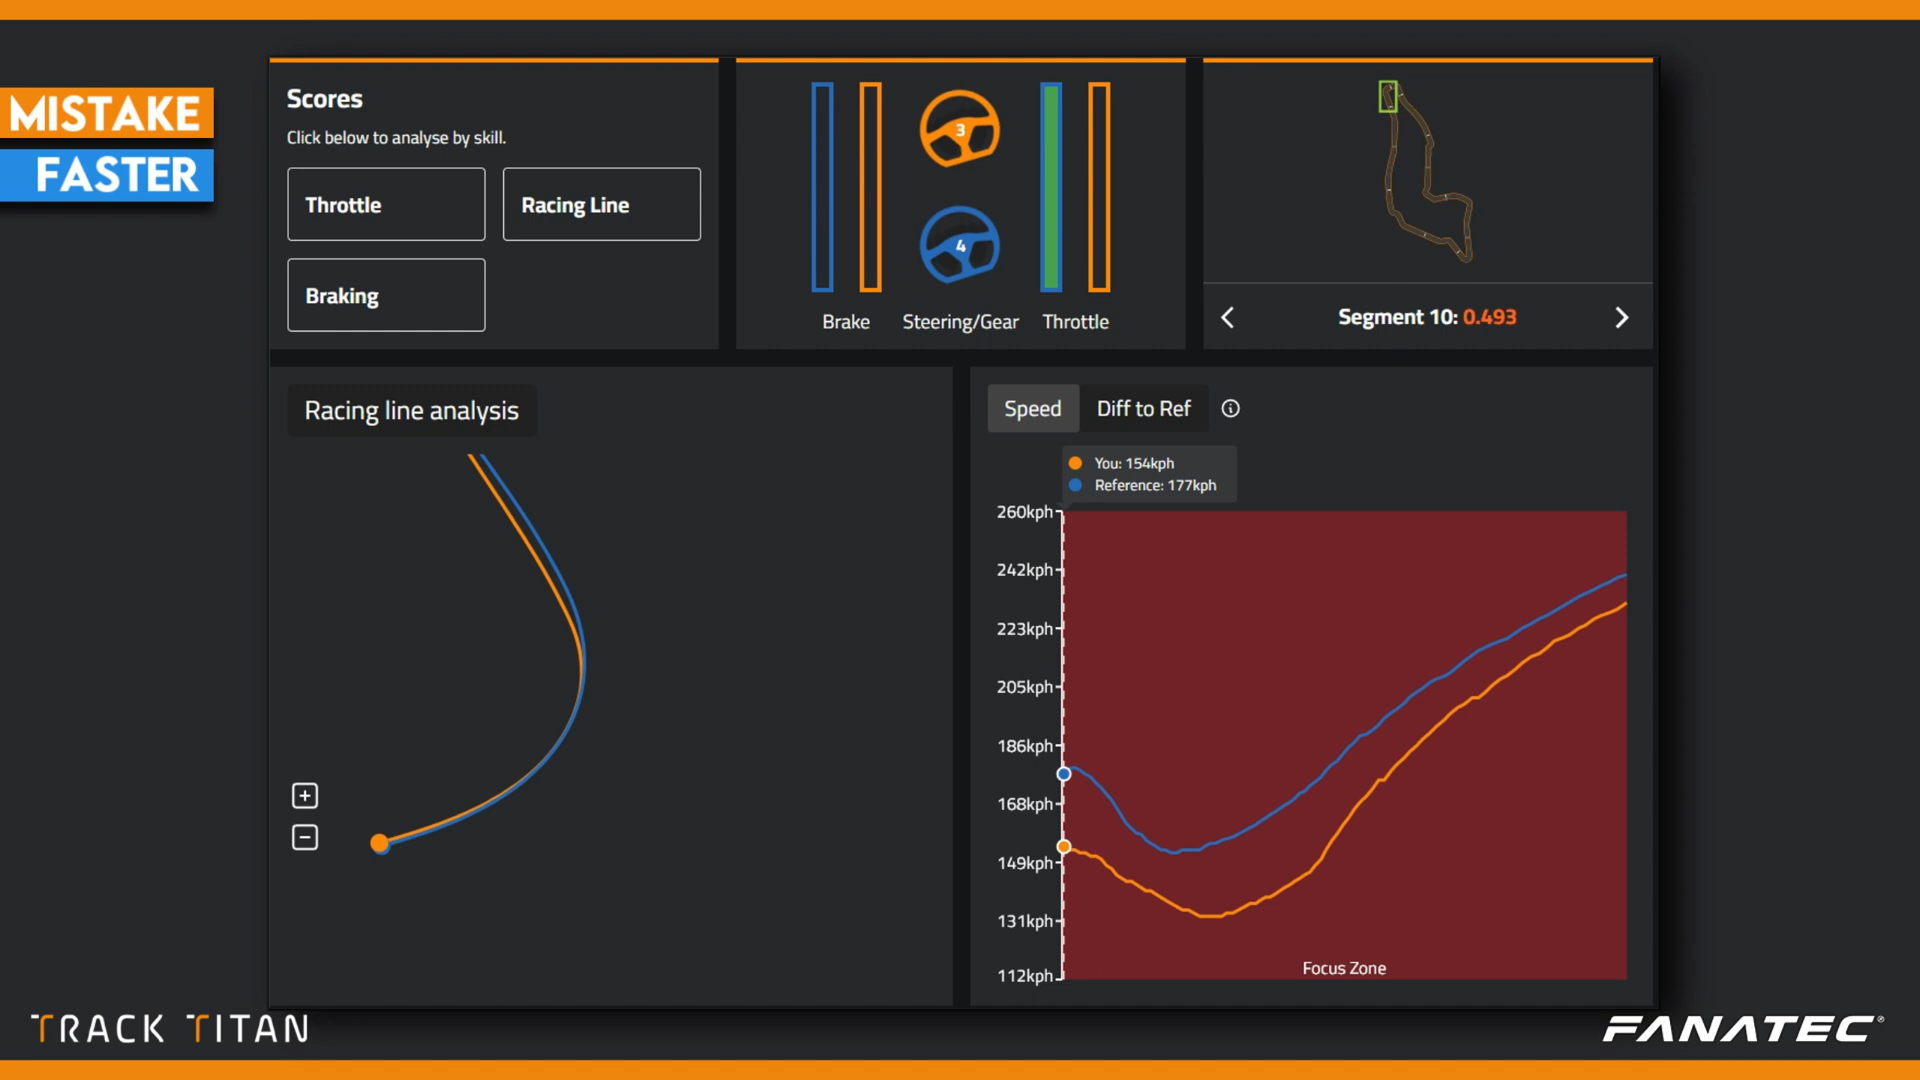 MISTAKE
FASTER
Scores
Click below to analyse by skill.
Throttle
Racing Line
Braking
3
4
Brake
Steering/Gear
Throttle
Segment 10: 0.493
Racing line analysis
Speed
Diff to Ref
You: 154kph
Reference: 177kph
260kph
242kph
223kph
205kph
186kph
168kph
149kph
131kph
112kph
Focus Zone
TRACK TITAN
FANATEC®